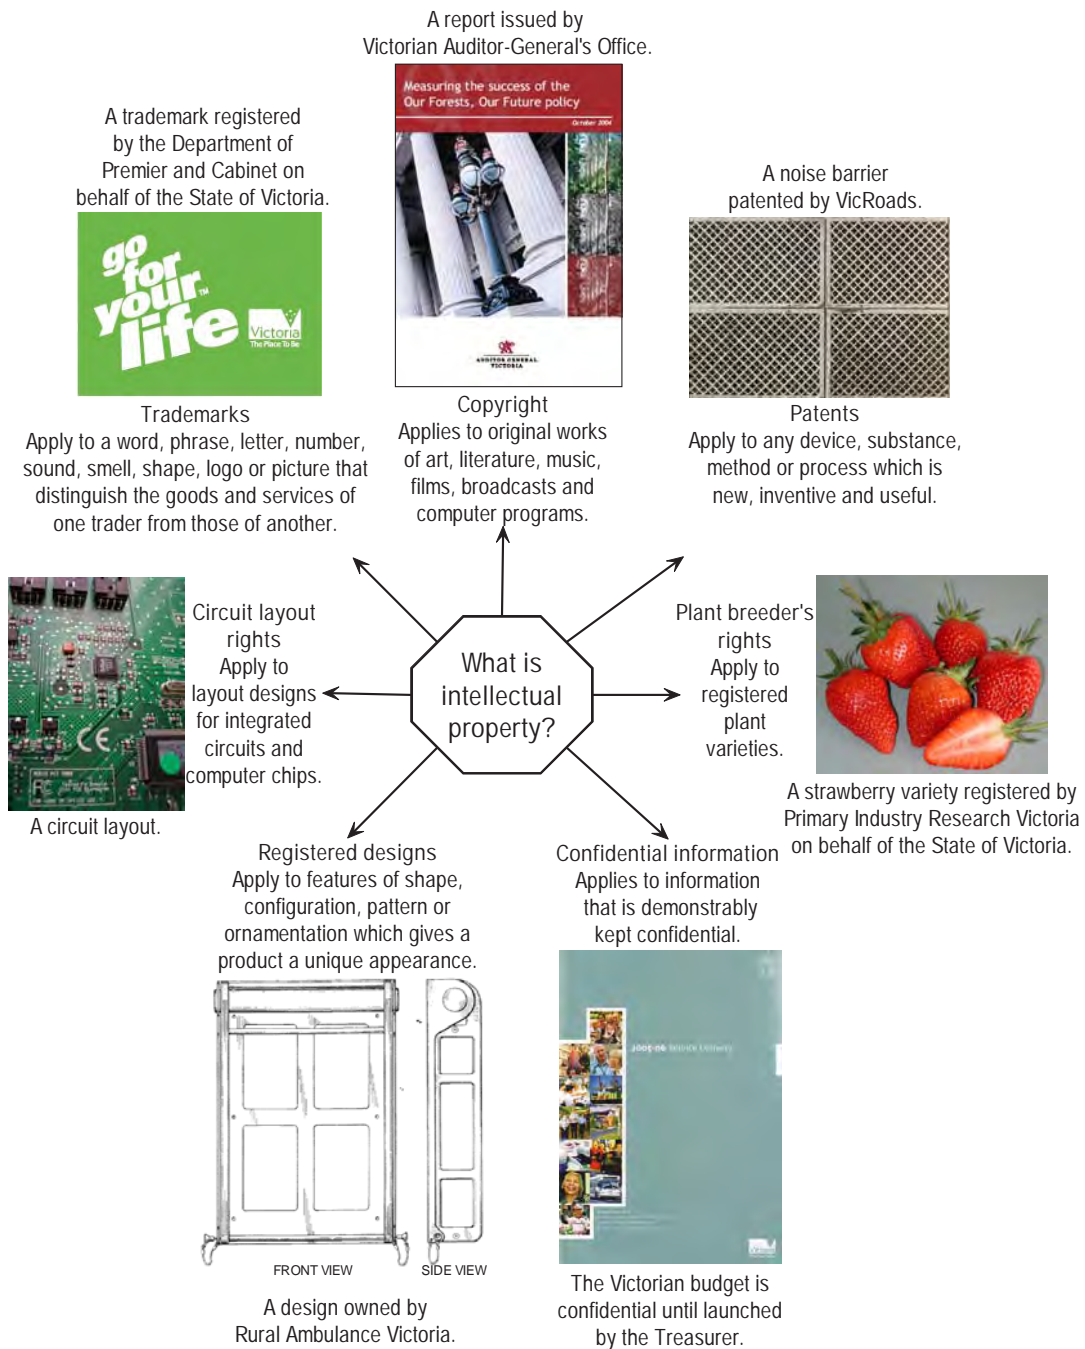 A report issued by
Victorian Auditor-General's Office.
Measuring the success of the
Our Forests, Our Future policy
October 2004
AUDITOR GENERAL
VICTORIA
Copyright
Applies to original works
of art, literature, music,
films, broadcasts and
computer programs.
A trademark registered
by the Department of
Premier and Cabinet on
behalf of the State of Victoria.
go
for
your
life
TM
Victoria
The Place To Be
Trademarks
Apply to a word, phrase, letter, number,
sound, smell, shape, logo or picture that
distinguish the goods and services of
one trader from those of another.
A noise barrier
patented by VicRoads.
Patents
Apply to any device, substance,
method or process which is
new, inventive and useful.
CE
A circuit layout.
Circuit layout
rights
Apply to
layout designs
for integrated
circuits and
computer chips.
What is
intellectual
property?
Plant breeder's
rights
Apply to
registered
plant
varieties.
A strawberry variety registered by
Primary Industry Research Victoria
on behalf of the State of Victoria.
Registered designs
Apply to features of shape,
configuration, pattern or
ornamentation which gives a
product a unique appearance.
FRONT VIEW
SIDE VIEW
A design owned by
Rural Ambulance Victoria.
Confidential information
Applies to information
that is demonstrably
kept confidential.
The Victorian budget is
confidential until launched
by the Treasurer.